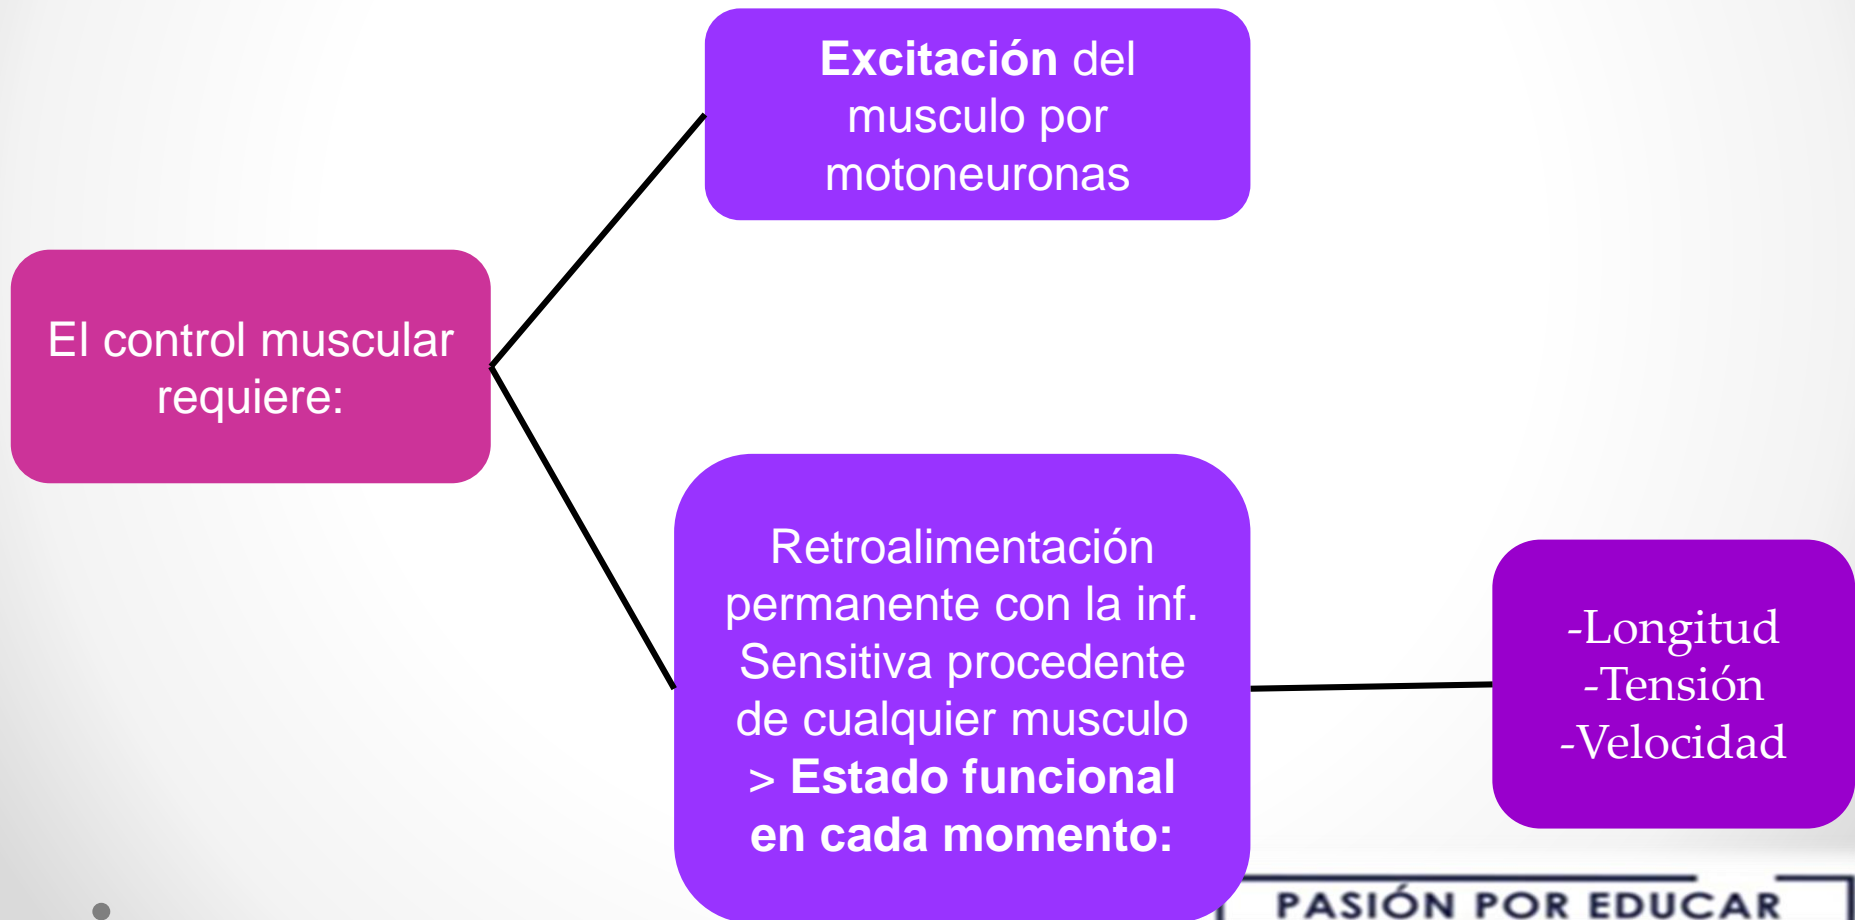 Excitación del
musculo por
motoneuronas
El control muscular
requiere:
Retroalimentación
permanente con la inf.
Sensitiva procedente
de cualquier musculo
> Estado funcional
en cada momento:
-Longitud
-Tensión
-Velocidad
PASIÓN POR EDUCAR